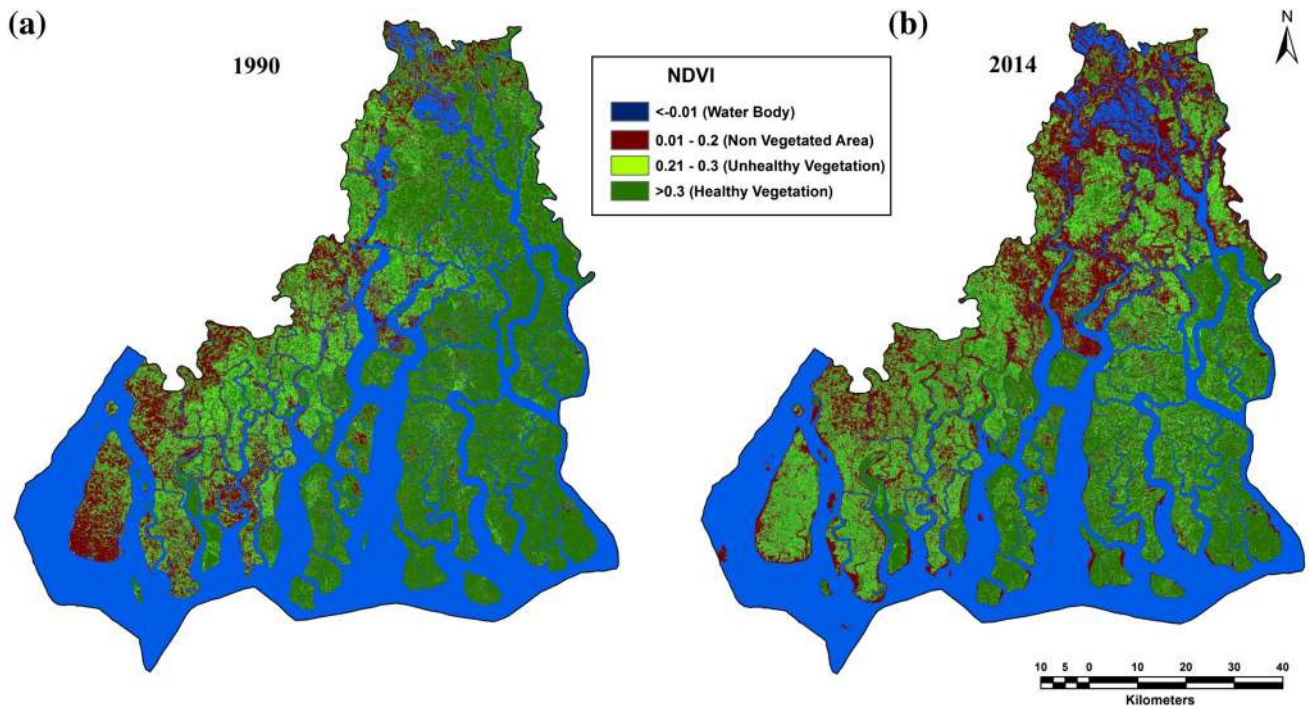 (a)
1990
NDVI
<-0.01 (Water Body)
0.01 - 0.2 (Non Vegetated Area)
0.21 - 0.3 (Unhealthy Vegetation)
>0.3 (Healthy Vegetation)
(b)
2014
N
10 5 0 10 20 30 40
Kilometers